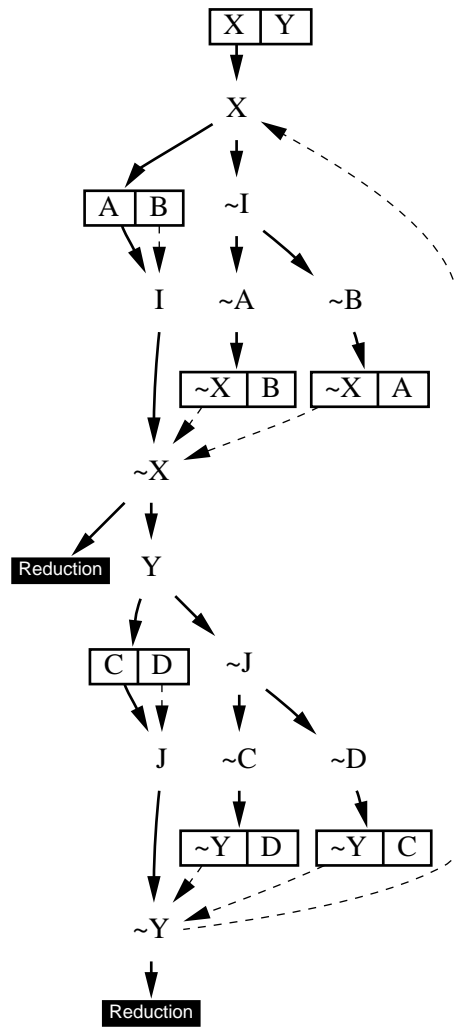 X Y
X
A B ~I
I ~A ~B
~X B ~X A
~X
Reduction Y
C D ~J
J ~C ~D
~Y D ~Y C
~Y
Reduction